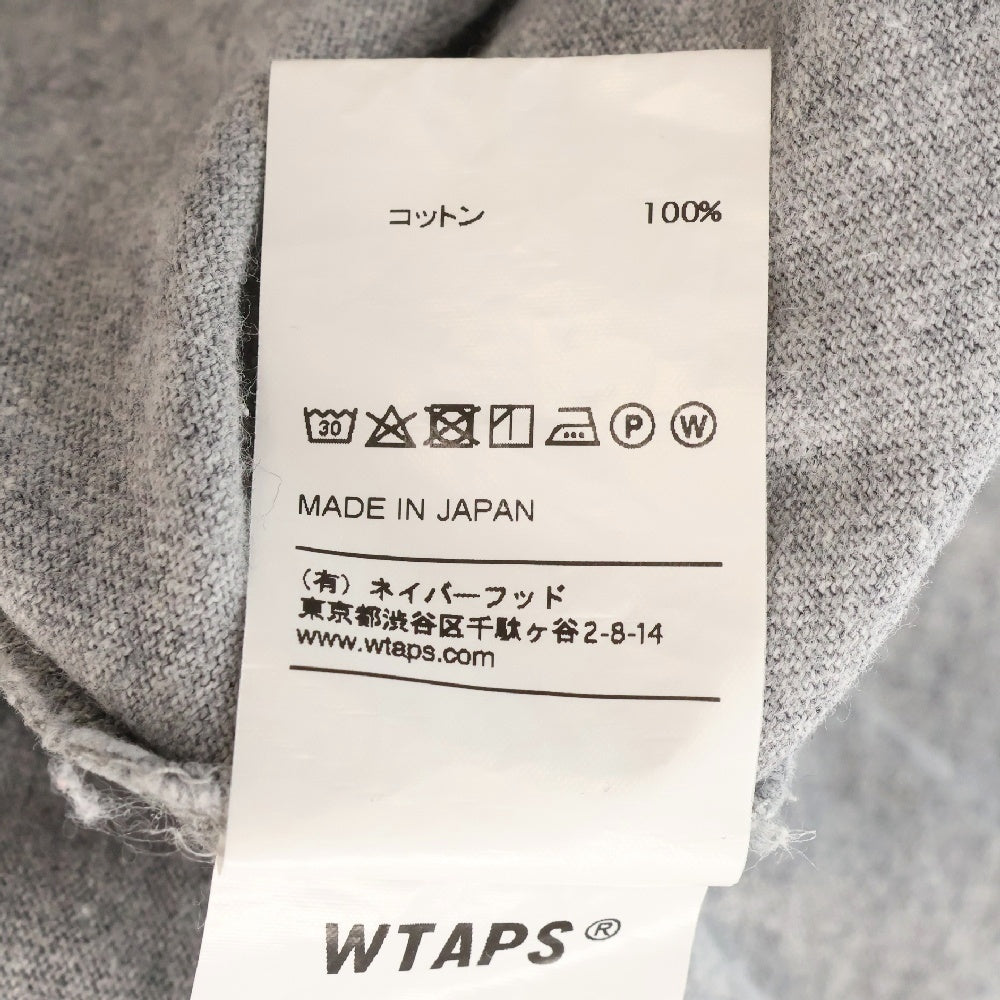 コットン 100%
30 P W
MADE IN JAPAN
(有) ネイバーフッド
東京都渋谷区千駄ヶ谷2-8-14
www.wtaps.com
WTAPS®